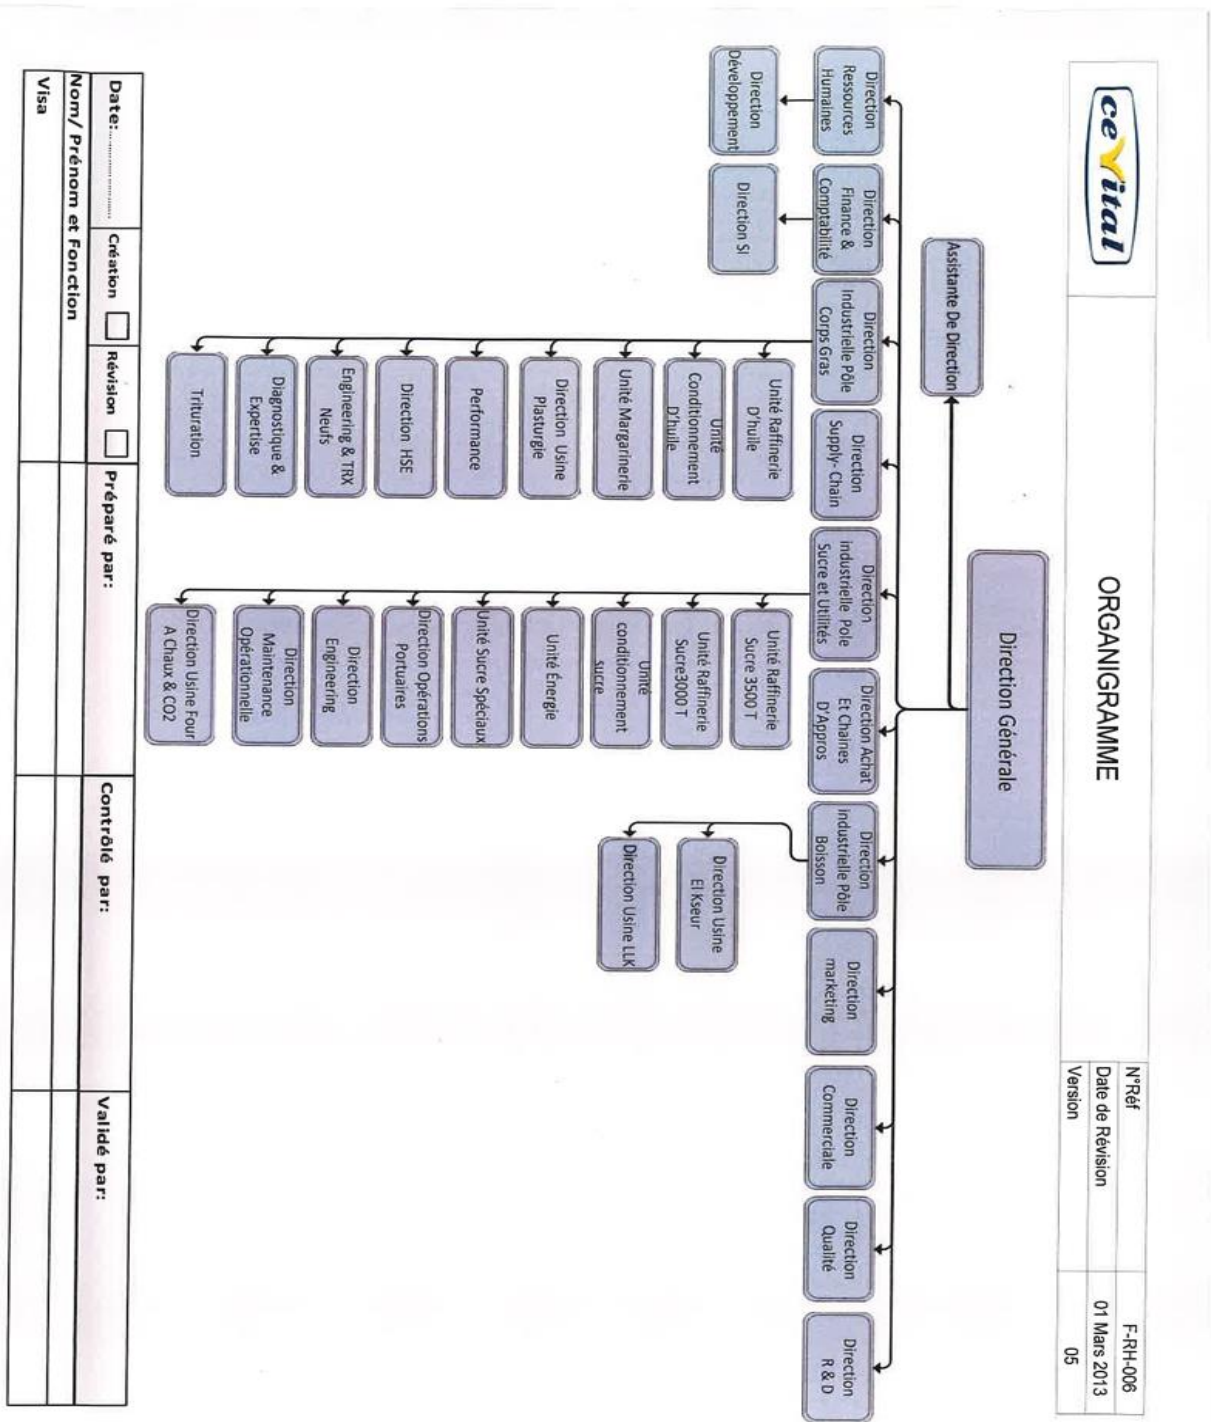 cevital
ORGANIGRAMME
N°Réf
F-RH-006
Date de Révision
01 Mars 2013
Version
05
Direction Générale
Assistante De Direction
Direction
Ressources
Humaines
Direction
Finance &
Comptabilité
Direction
Industrielle Pôle
Corps Gras
Direction
Supply- Chain
Direction
industrielle Pole
Sucre et Utilités
Direction Achat
Et Chaines
D'Appros
Direction
industrielle Pôle
Boisson
Direction
marketing
Direction
Commerciale
Direction
Qualité
Direction
R & D
Direction
Développement
Direction SI
Unité Raffinerie
D'huile
Unité
Conditionnement
D'huile
Unité Margarinerie
Direction Usine
Plasturgie
Performance
Direction HSE
Engineering & TRX
Neufs
Diagnostique &
Expertise
Trituration
Unité Raffinerie
Sucre 3500 T
Unité Raffinerie
Sucre3000 T
Unité
conditionnement
sucre
Unité Énergie
Unité Sucre Spéciaux
Direction Opérations
Portuaires
Direction
Engineering
Direction
Maintenance
Opérationnelle
Direction Usine Four
A Chaux & CO2
Direction Usine
El Kseur
Direction Usine LLK
Date:....................
Création
Révision
Préparé par:
Contrôlé par:
Validé par:
Nom/ Prénom et Fonction
Visa